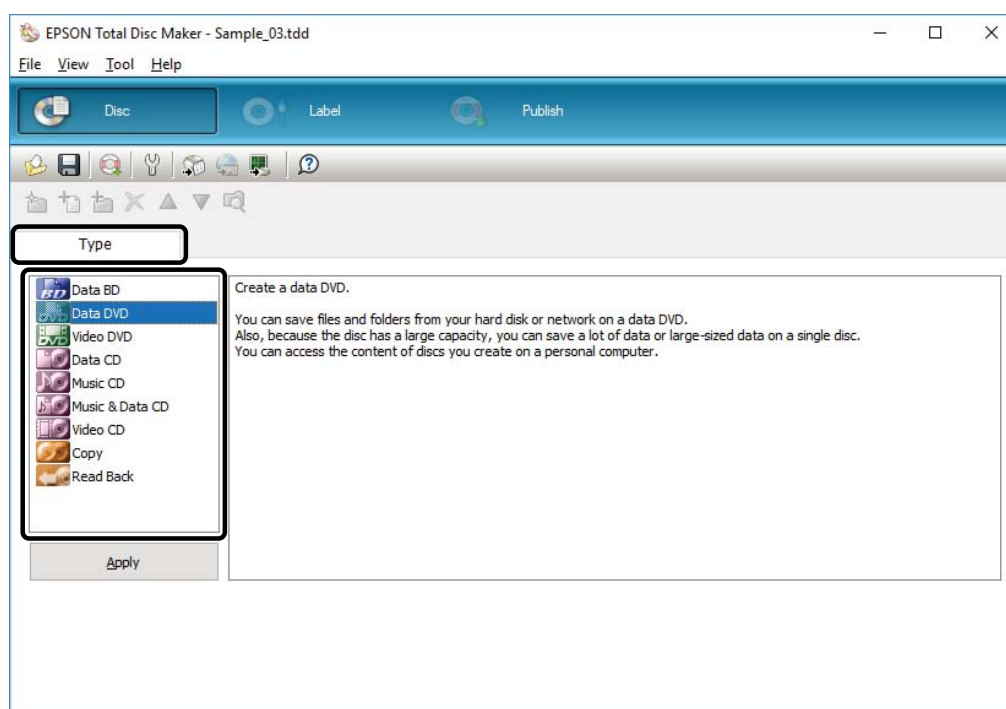 EPSON Total Disc Maker - Sample_03.tdd
File View Tool Help
Disc Label Publish
Type
Data BD
Data DVD
Video DVD
Data CD
Music CD
Music & Data CD
Video CD
Copy
Read Back
Apply
Create a data DVD.
You can save files and folders from your hard disk or network on a data DVD.
Also, because the disc has a large capacity, you can save a lot of data or large-sized data on a single disc.
You can access the content of discs you create on a personal computer.